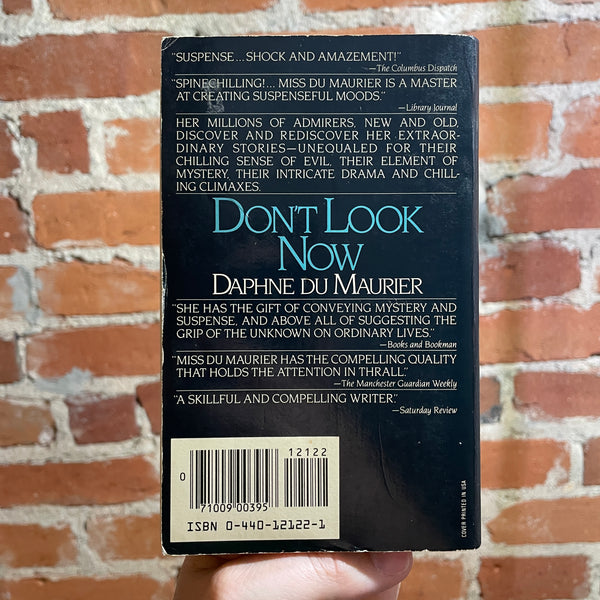 "SUSPENSE...SHOCK AND AMAZEMENT!"
—The Columbus Dispatch
"SPINECHILLING!... MISS DU MAURIER IS A MASTER
AT CREATING SUSPENSEFUL MOODS."
—Library Journal
HER MILLIONS OF ADMIRERS, NEW AND OLD,
DISCOVER AND REDISCOVER HER EXTRAOR-
DINARY STORIES—UNEQUALED FOR THEIR
CHILLING SENSE OF EVIL, THEIR ELEMENT OF
MYSTERY, THEIR INTRICATE DRAMA AND CHILL-
ING CLIMAXES.
DON'T LOOK
NOW
DAPHNE DU MAURIER
"SHE HAS THE GIFT OF CONVEYING MYSTERY AND
SUSPENSE, AND ABOVE ALL OF SUGGESTING THE
GRIP OF THE UNKNOWN ON ORDINARY LIVES."
—Books and Bookman
"MISS DU MAURIER HAS THE COMPELLING QUALITY
THAT HOLDS THE ATTENTION IN THRALL."
—The Manchester Guardian Weekly
"A SKILLFUL AND COMPELLING WRITER."
—Saturday Review
12122
0
71009 00395
ISBN 0-440-12122-1
COVER PRINTED IN USA